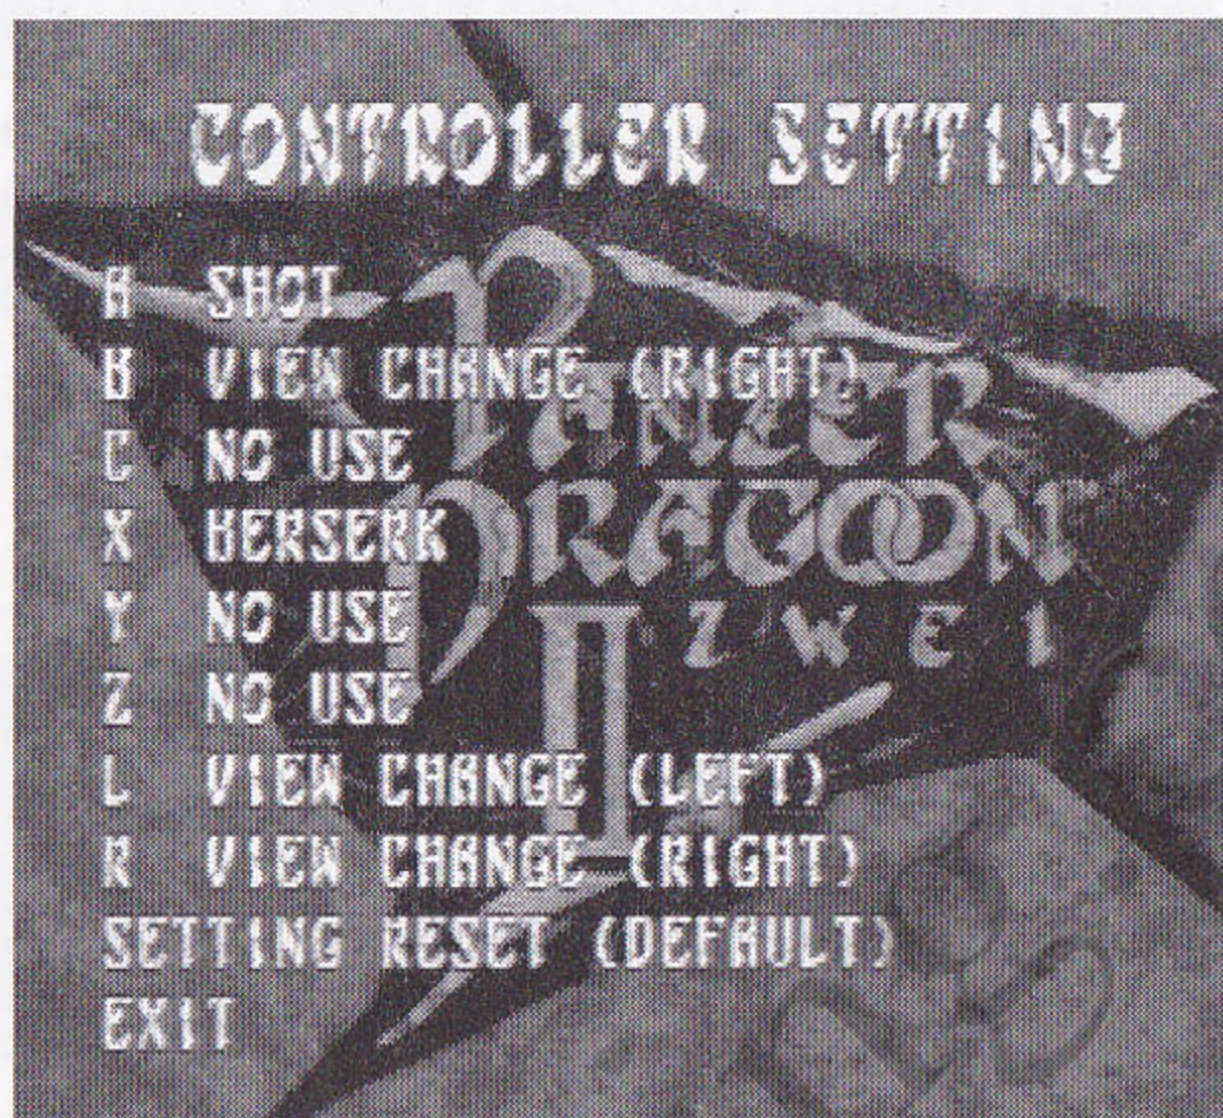 CONTROLLER SETTING
A SHOT
B VIEW CHANGE (RIGHT)
C NO USE
X BERSERK
Y NO USE
Z NO USE
L VIEW CHANGE (LEFT)
R VIEW CHANGE (RIGHT)
SETTING RESET (DEFAULT)
EXIT
PANZER
DRAGOON
II ZWEI